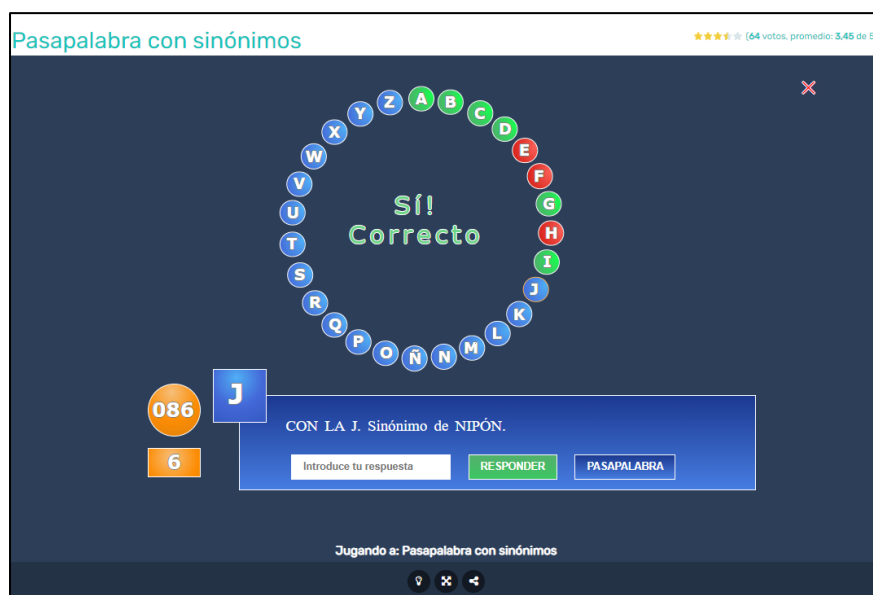 Pasapalabra con sinónimos
(64 votos, promedio: 3,45 de 5
A
B
C
D
E
F
G
H
I
J
K
L
M
N
Ñ
O
P
Q
R
S
T
U
V
W
X
Y
Z
Sí!
Correcto
086
6
J
CON LA J. Sinónimo de NIPÓN.
Introduce tu respuesta
RESPONDER
PASAPALABRA
Jugando a: Pasapalabra con sinónimos